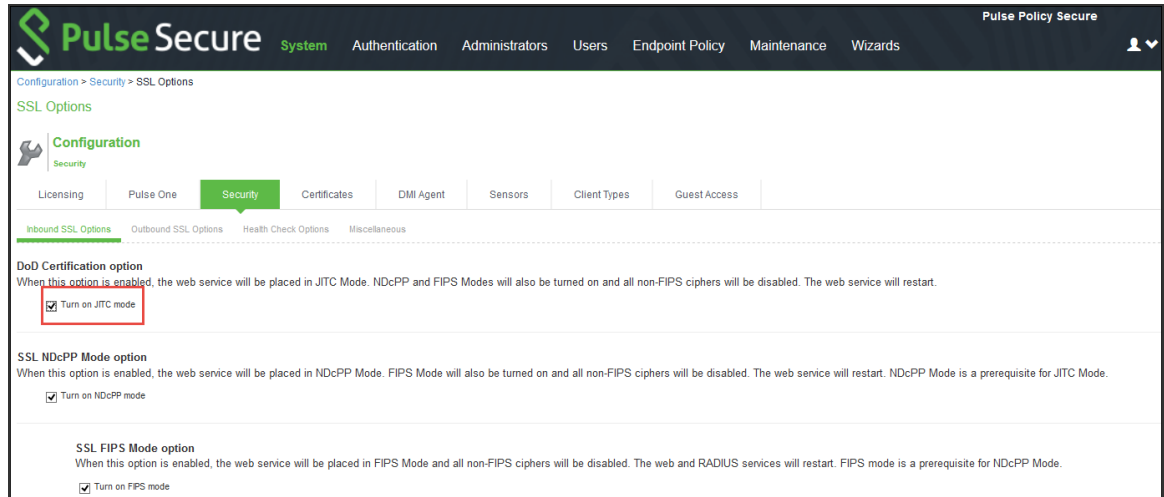 Pulse Policy Secure
Pulse Secure System Authentication Administrators Users Endpoint Policy Maintenance Wizards
Configuration > Security > SSL Options
SSL Options
Configuration
Security
Licensing Pulse One Security Certificates DMI Agent Sensors Client Types Guest Access
Inbound SSL Options Outbound SSL Options Health Check Options Miscellaneous
DoD Certification option
When this option is enabled, the web service will be placed in JITC Mode. NDcPP and FIPS Modes will also be turned on and all non-FIPS ciphers will be disabled. The web service will restart.
Turn on JITC mode
SSL NDcPP Mode option
When this option is enabled, the web service will be placed in NDcPP Mode. FIPS Mode will also be turned on and all non-FIPS ciphers will be disabled. The web service will restart. NDcPP Mode is a prerequisite for JITC Mode.
Turn on NDcPP mode
SSL FIPS Mode option
When this option is enabled, the web service will be placed in FIPS Mode and all non-FIPS ciphers will be disabled. The web and RADIUS services will restart. FIPS mode is a prerequisite for NDcPP Mode.
Turn on FIPS mode